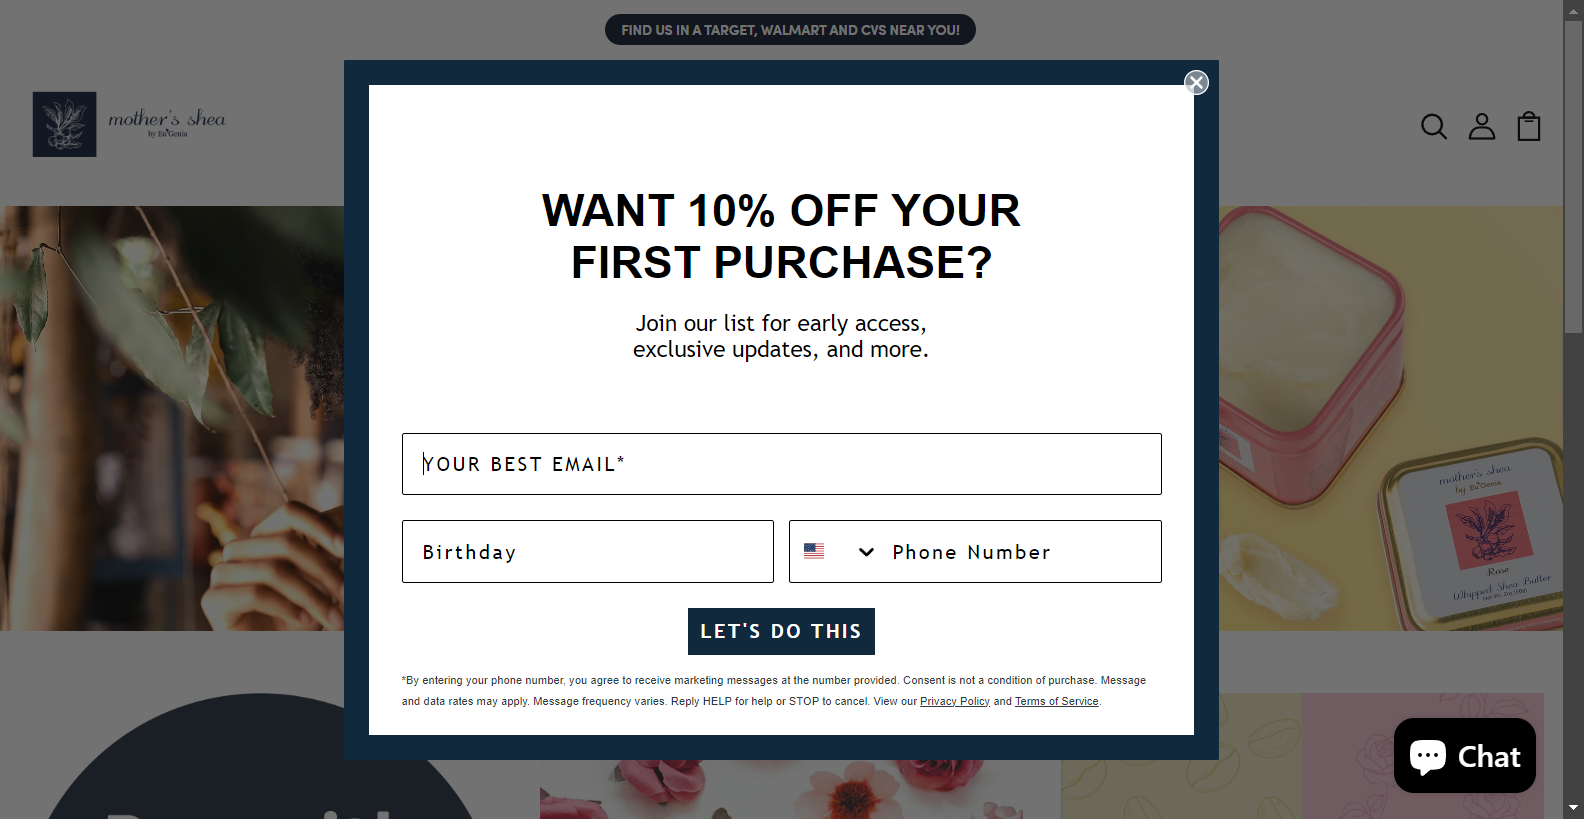 FIND US IN A TARGET, WALMART AND CVS NEAR YOU!
mother's shea
by Eu'Genia
WANT 10% OFF YOUR
FIRST PURCHASE?
Join our list for early access,
exclusive updates, and more.
YOUR BEST EMAIL*
Birthday
Phone Number
LET'S DO THIS
*By entering your phone number, you agree to receive marketing messages at the number provided. Consent is not a condition of purchase. Message
and data rates may apply. Message frequency varies. Reply HELP for help or STOP to cancel. View our Privacy Policy and Terms of Service.
mother's shea
by Eu'Genia
Rose
Whipped Shea Butter
Chat